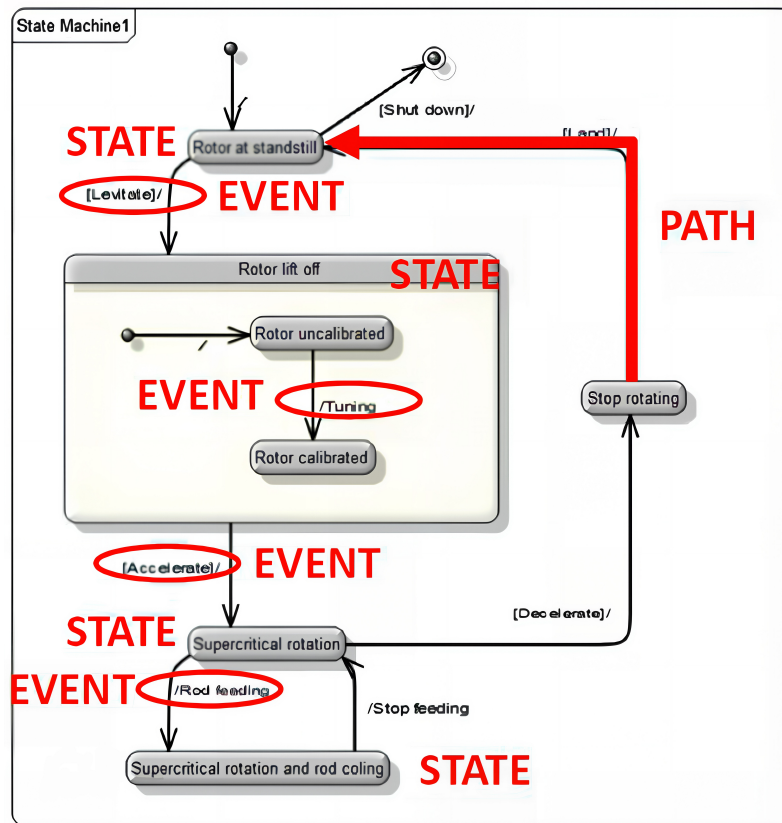 State Machine1
[Shut down]/
[Land]/
STATE
Rotor at standstill
[Levitate]/
EVENT
PATH
Rotor lift off
STATE
Rotor uncalibrated
EVENT
/Tuning
Stop rotating
Rotor calibrated
[Accelerate]/
EVENT
[Decelerate]/
STATE
Supercritical rotation
EVENT
/Rod feeding
/Stop feeding
Supercritical rotation and rod coling
STATE